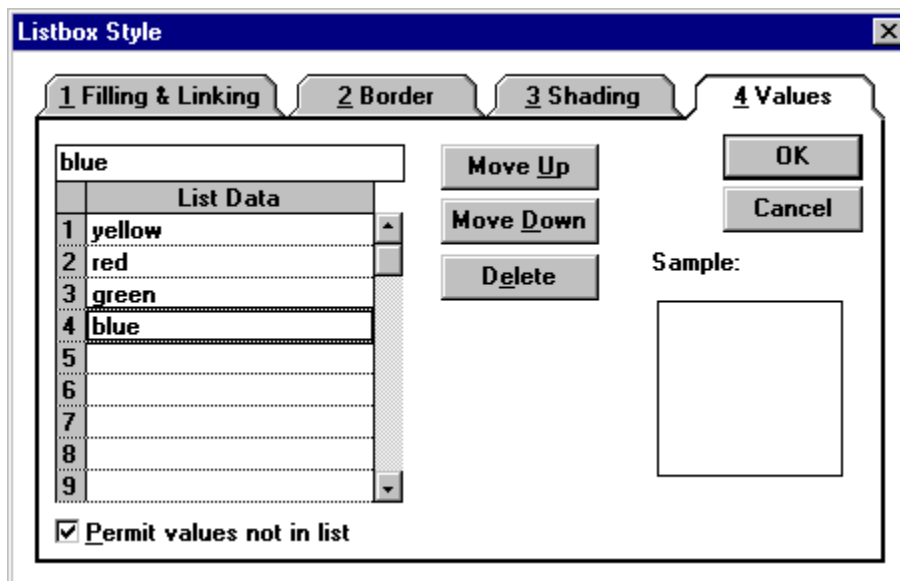 Listbox Style
1 Filling & Linking
2 Border
3 Shading
4 Values
blue
List Data
1 yellow
2 red
3 green
4 blue
5
6
7
8
9
Permit values not in list
Move Up
Move Down
Delete
OK
Cancel
Sample: